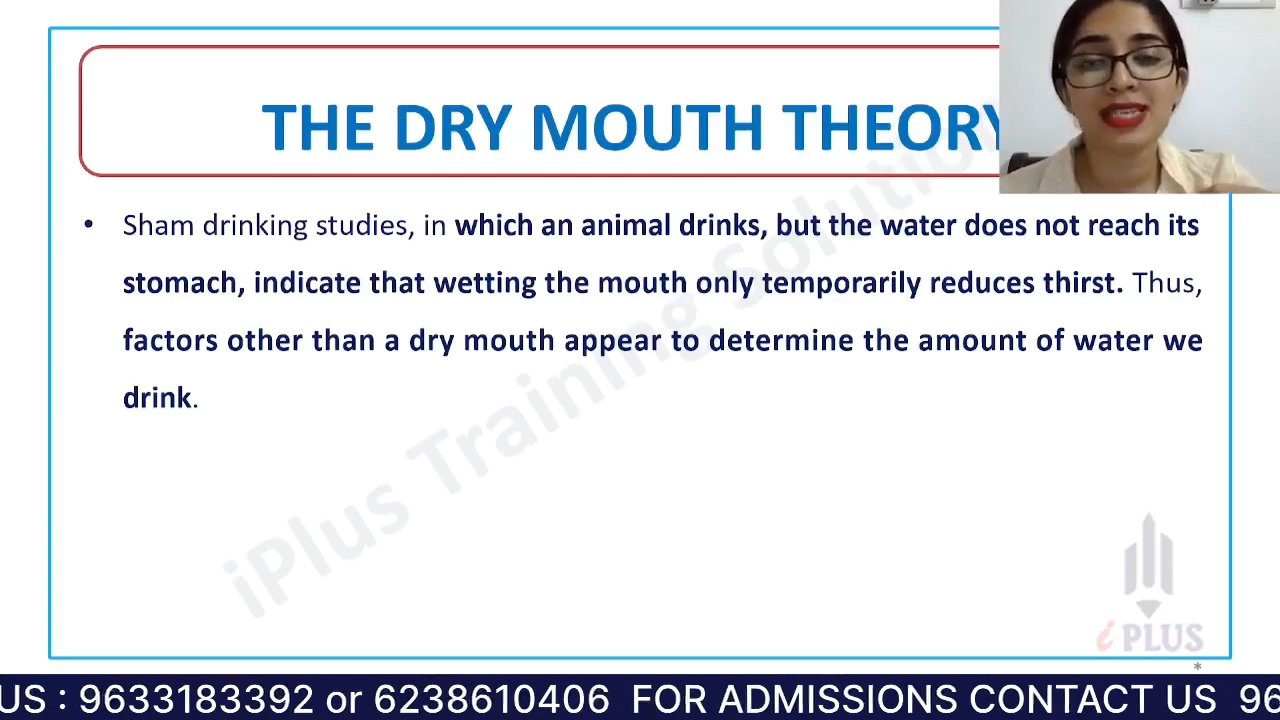 THE DRY MOUTH THEORY
• Sham drinking studies, in which an animal drinks, but the water does not reach its
stomach, indicate that wetting the mouth only temporarily reduces thirst. Thus,
factors other than a dry mouth appear to determine the amount of water we
drink.
iPlus Training Solution
i PLUS
*
US : 9633183392 or 6238610406 FOR ADMISSIONS CONTACT US 96